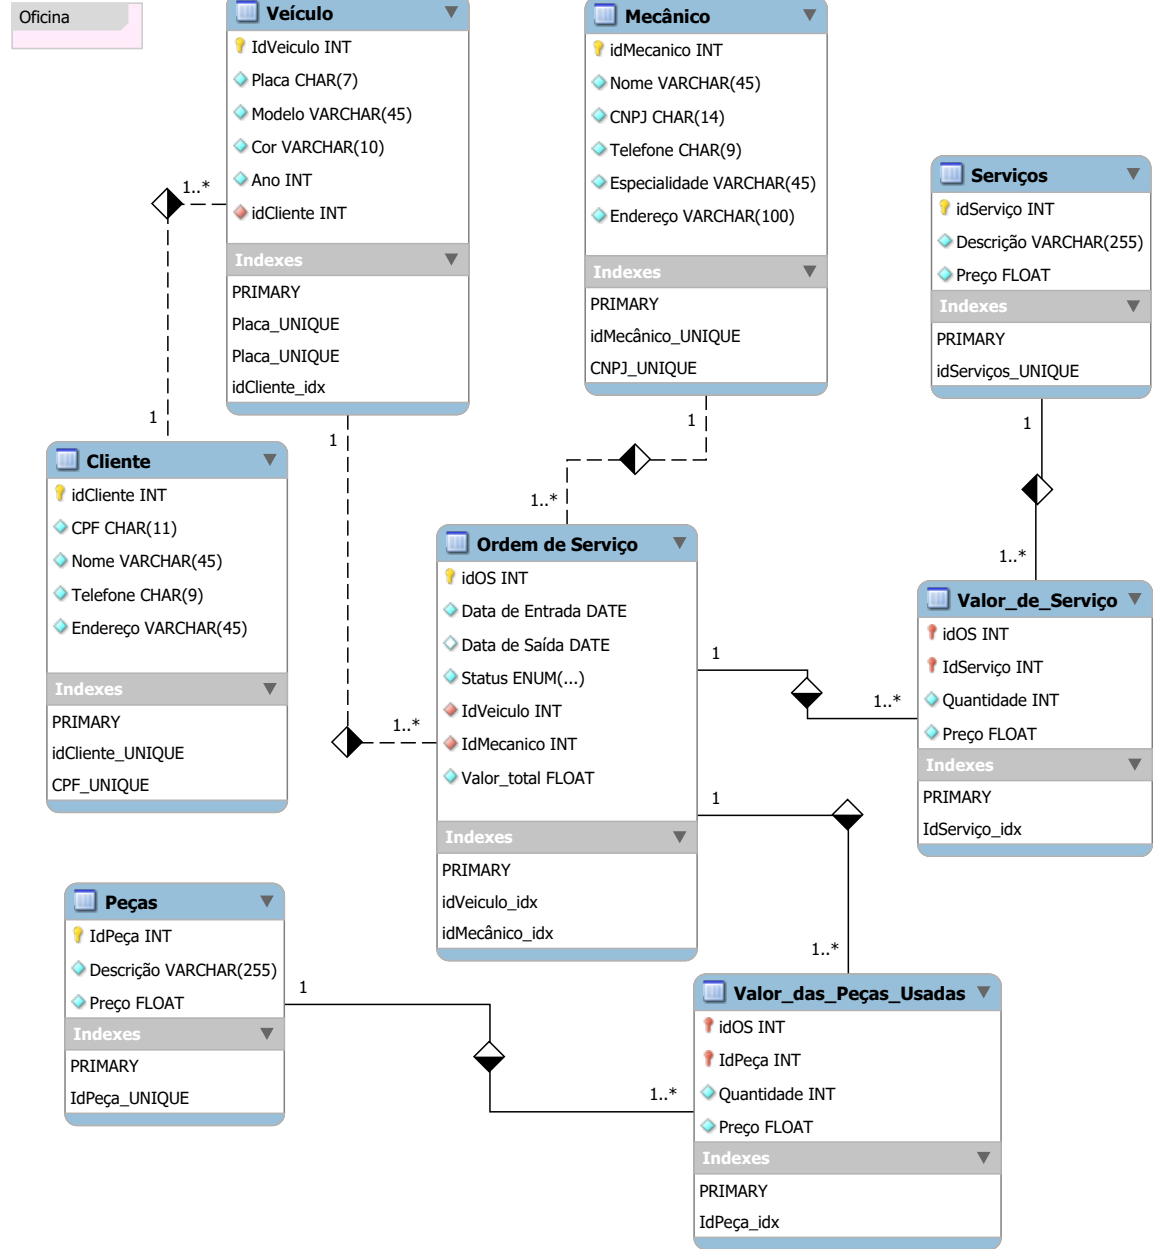 Oficina
Veículo
IdVeiculo INT
Placa CHAR(7)
Modelo VARCHAR(45)
Cor VARCHAR(10)
Ano INT
idCliente INT
Indexes
PRIMARY
Placa_UNIQUE
Placa_UNIQUE
idCliente_idx
Mecânico
idMecanico INT
Nome VARCHAR(45)
CNPJ CHAR(14)
Telefone CHAR(9)
Especialidade VARCHAR(45)
Endereço VARCHAR(100)
Indexes
PRIMARY
idMecânico_UNIQUE
CNPJ_UNIQUE
Serviços
idServiço INT
Descrição VARCHAR(255)
Preço FLOAT
Indexes
PRIMARY
idServiços_UNIQUE
1..*
1
1
1
1..*
1
1..*
Cliente
idCliente INT
CPF CHAR(11)
Nome VARCHAR(45)
Telefone CHAR(9)
Endereço VARCHAR(45)
Indexes
PRIMARY
idCliente_UNIQUE
CPF_UNIQUE
Ordem de Serviço
idOS INT
Data de Entrada DATE
Data de Saída DATE
Status ENUM(...)
IdVeiculo INT
IdMecanico INT
Valor_total FLOAT
Indexes
PRIMARY
idVeiculo_idx
idMecânico_idx
Valor_de_Serviço
idOS INT
IdServiço INT
Quantidade INT
Preço FLOAT
Indexes
PRIMARY
IdServiço_idx
1
1..*
1..*
1
1..*
Peças
IdPeça INT
Descrição VARCHAR(255)
Preço FLOAT
Indexes
PRIMARY
IdPeça_UNIQUE
1
1..*
Valor_das_Peças_Usadas
idOS INT
IdPeça INT
Quantidade INT
Preço FLOAT
Indexes
PRIMARY
IdPeça_idx